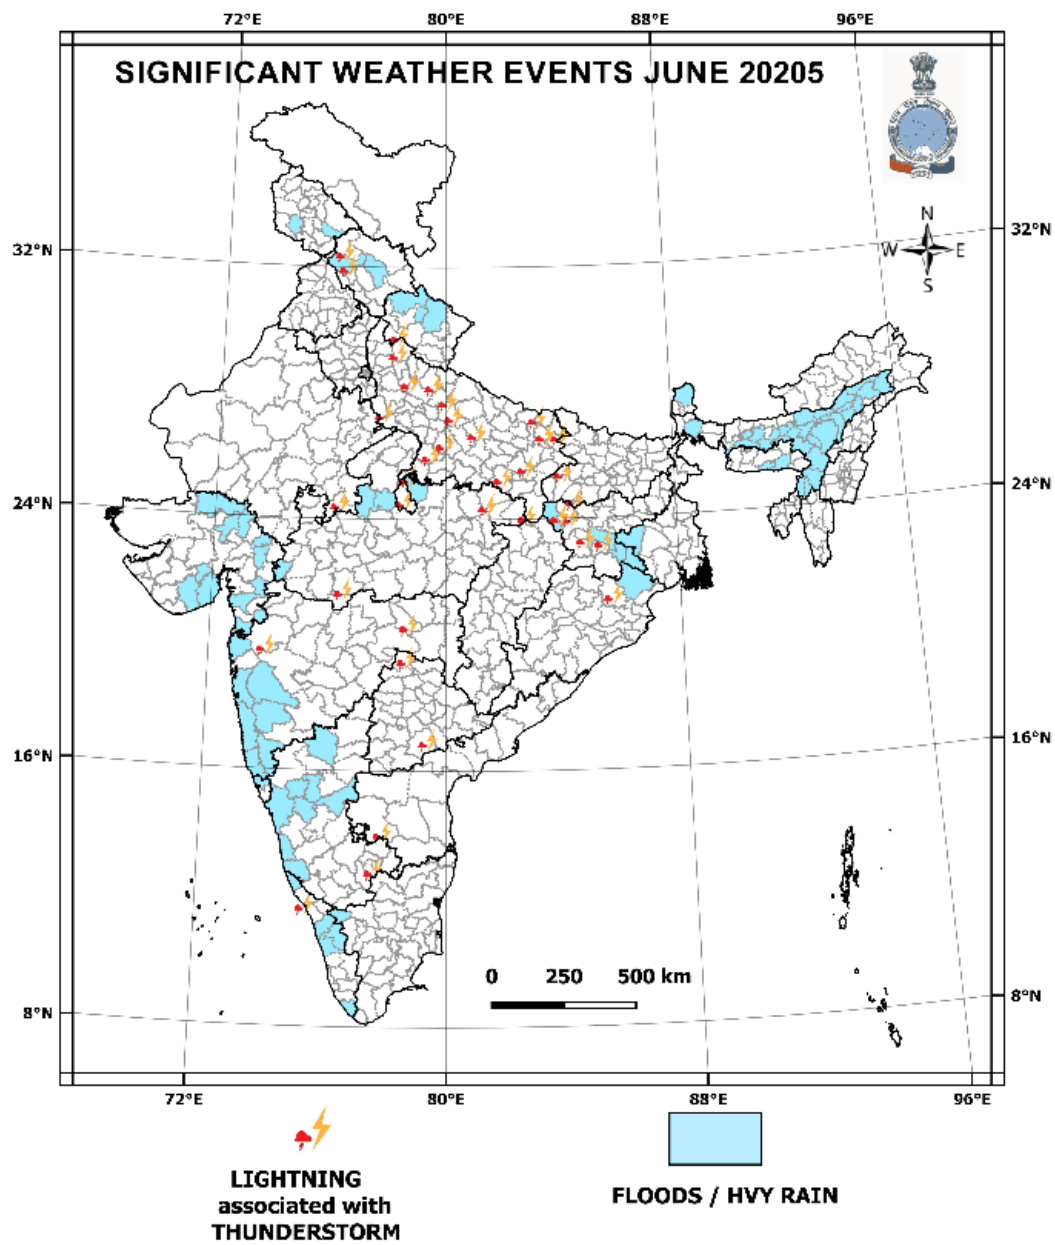 72°E 80°E 88°E 96°E
SIGNIFICANT WEATHER EVENTS JUNE 20205
N
W E
S
32°N 32°N
24°N 24°N
16°N 16°N
0 250 500 km
8°N 8°N
72°E 80°E 88°E 96°E
LIGHTNING
associated with
THUNDERSTORM
FLOODS / HVY RAIN